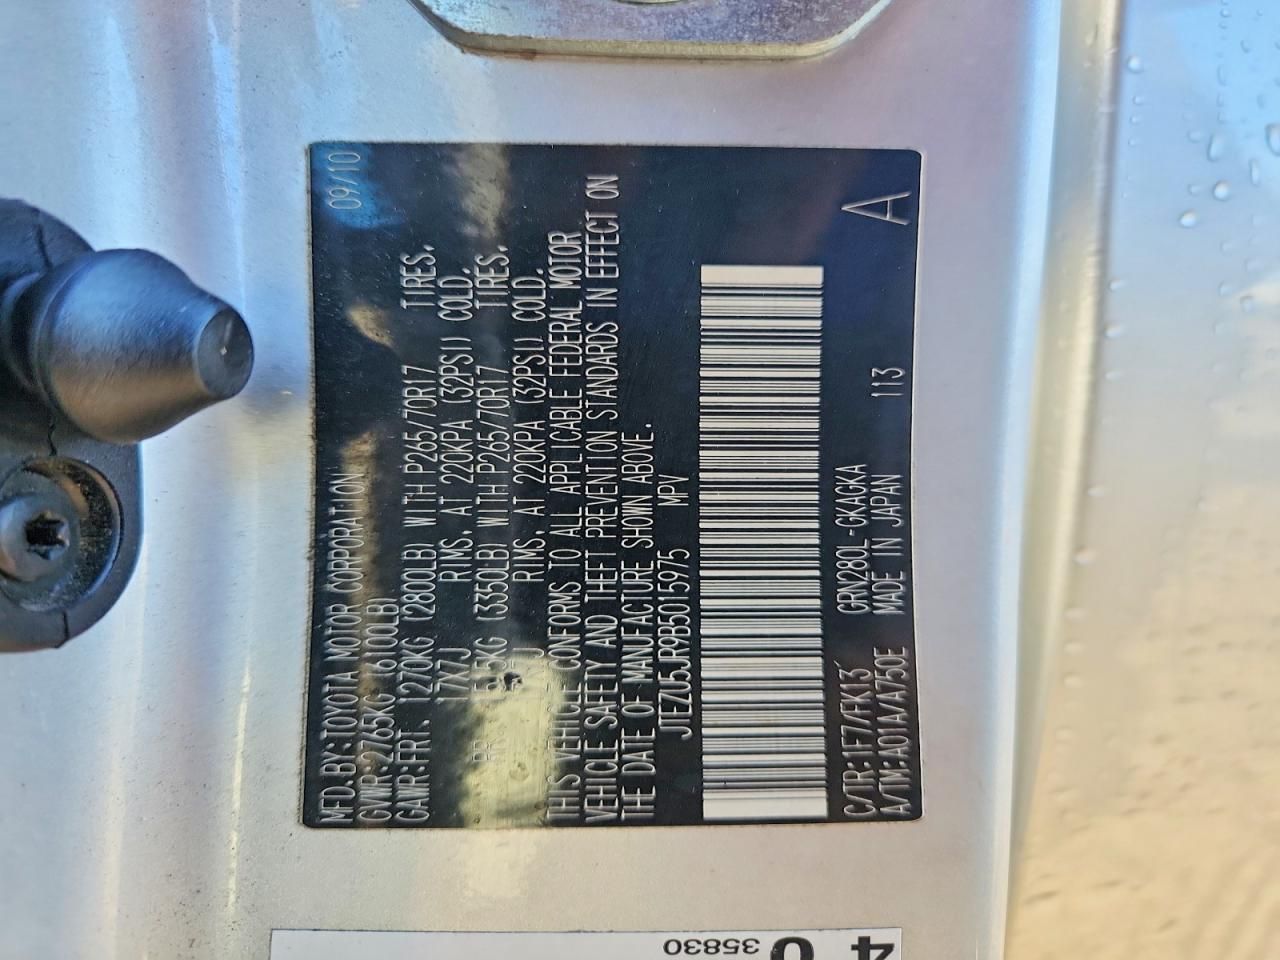 MFD. BY: TOYOTA MOTOR CORPORATION 09/10
GVWR: 2765KG (6100LB)
GAWR: FRT. 1270KG (2800LB) WITH P265/70R17 TIRES,
17X7J RIMS, AT 220KPA (32PSI) COLD.
RR. (3350LB) WITH P265/70R17 TIRES,
RIMS, AT 220KPA (32PSI) COLD.
THIS VEHICLE CONFORMS TO ALL APPLICABLE FEDERAL MOTOR
VEHICLE SAFETY AND THEFT PREVENTION STANDARDS IN EFFECT ON
THE DATE OF MANUFACTURE SHOWN ABOVE.
JTEZU5JR9B5015975 MPV
C/TR: 1F7/FK13 GRN280L-GKAGKA
A/TM: A01A/A750E MADE IN JAPAN 113
A
35830